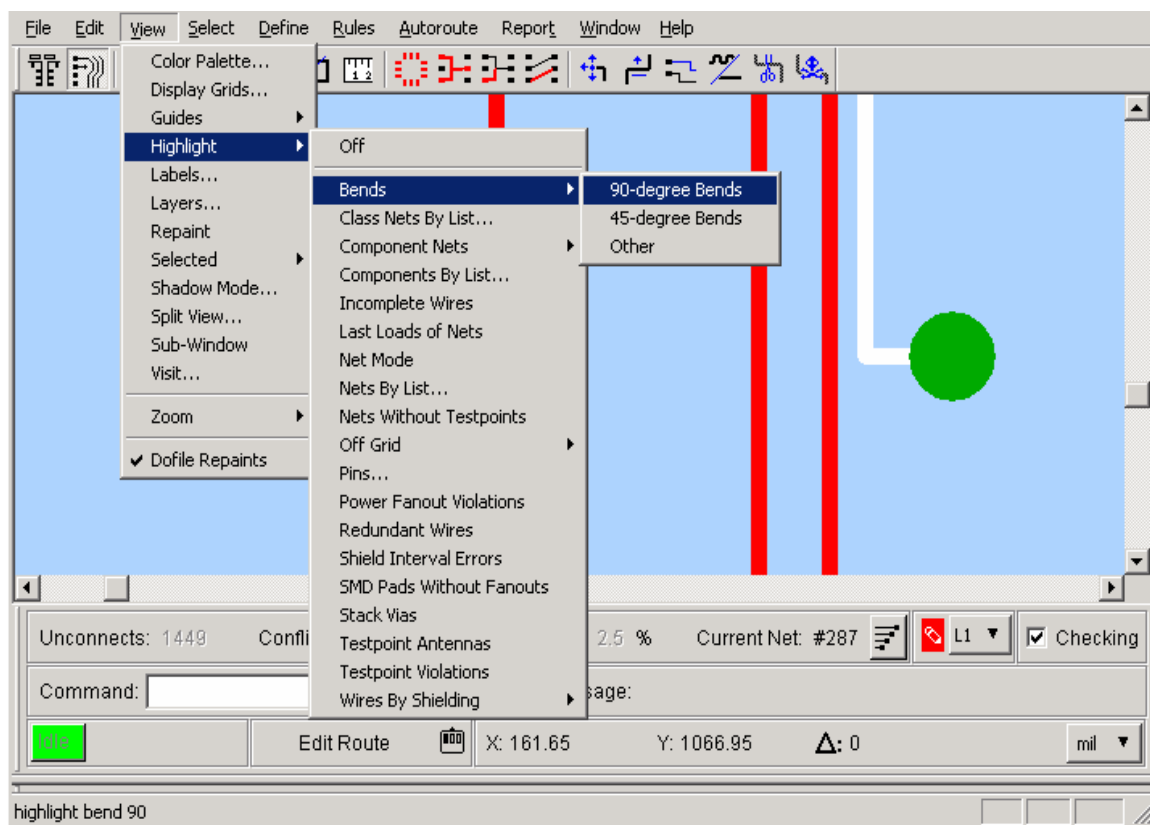 File Edit View Select Define Rules Autoroute Report Window Help
1 2
Color Palette...
Display Grids...
Guides
Highlight
Labels...
Layers...
Repaint
Selected
Shadow Mode...
Split View...
Sub-Window
Visit...
Zoom
Dofile Repaints
Off
Bends
Class Nets By List...
Component Nets
Components By List...
Incomplete Wires
Last Loads of Nets
Net Mode
Nets By List...
Nets Without Testpoints
Off Grid
Pins...
Power Fanout Violations
Redundant Wires
Shield Interval Errors
SMD Pads Without Fanouts
Stack Vias
Testpoint Antennas
Testpoint Violations
Wires By Shielding
90-degree Bends
45-degree Bends
Other
Unconnects: 1449 Confli 2.5 % Current Net: #287 L1 Checking
Command: sage:
Idle Edit Route X: 161.65 Y: 1066.95 Δ: 0 mil
highlight bend 90